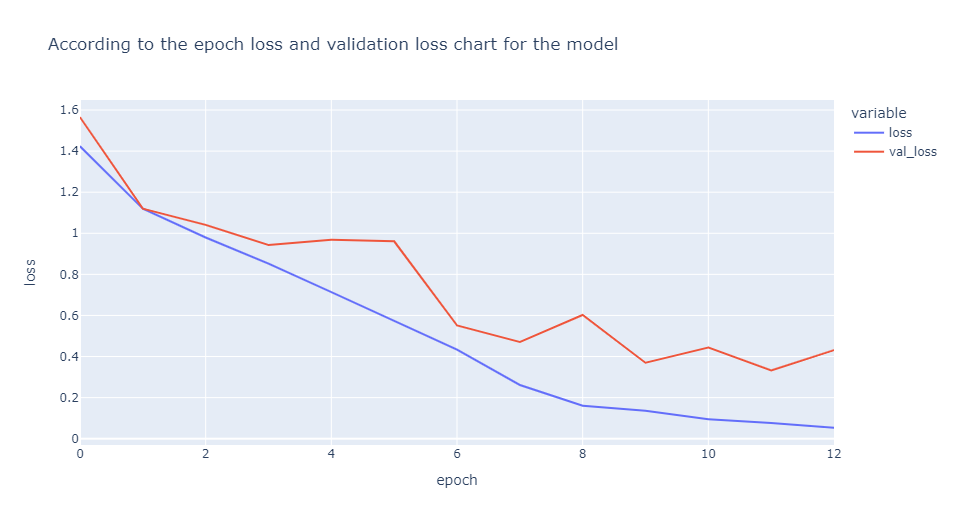 According to the epoch loss and validation loss chart for the model
variable
loss
val_loss
1.6
1.4
1.2
1
0.8
0.6
0.4
0.2
0
loss
0 2 4 6 8 10 12
epoch